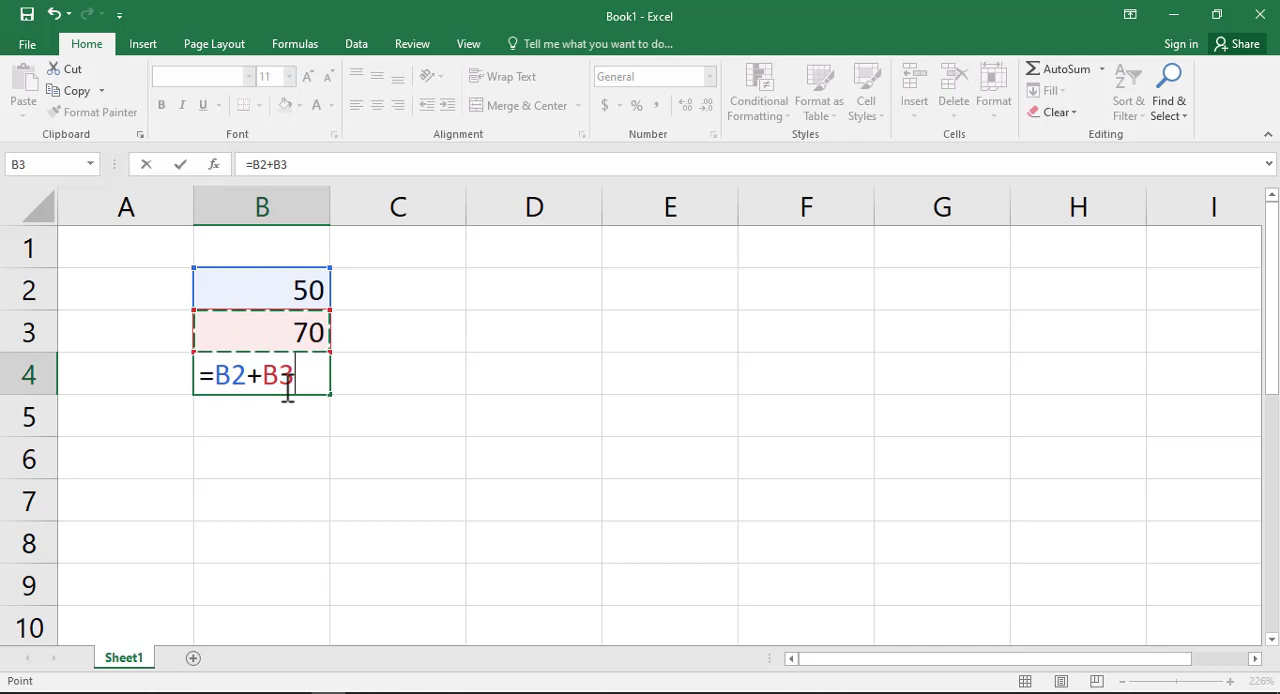 Book1 - Excel
File Home Insert Page Layout Formulas Data Review View Tell me what you want to do... Sign in Share
Paste
Cut
Copy
Format Painter
Clipboard
11 A A
B I U A
Font
Wrap Text
Merge & Center
Alignment
General
$ % ,
Number
Conditional Formatting
Format as Table
Cell Styles
Styles
Insert
Delete
Format
Cells
AutoSum
Fill
Clear
Sort & Filter
Find & Select
Editing
B3 fx =B2+B3
A B C D E F G H I
1
2 50
3 70
4 =B2+B3
5
6
7
8
9
10
Sheet1
Point 226%